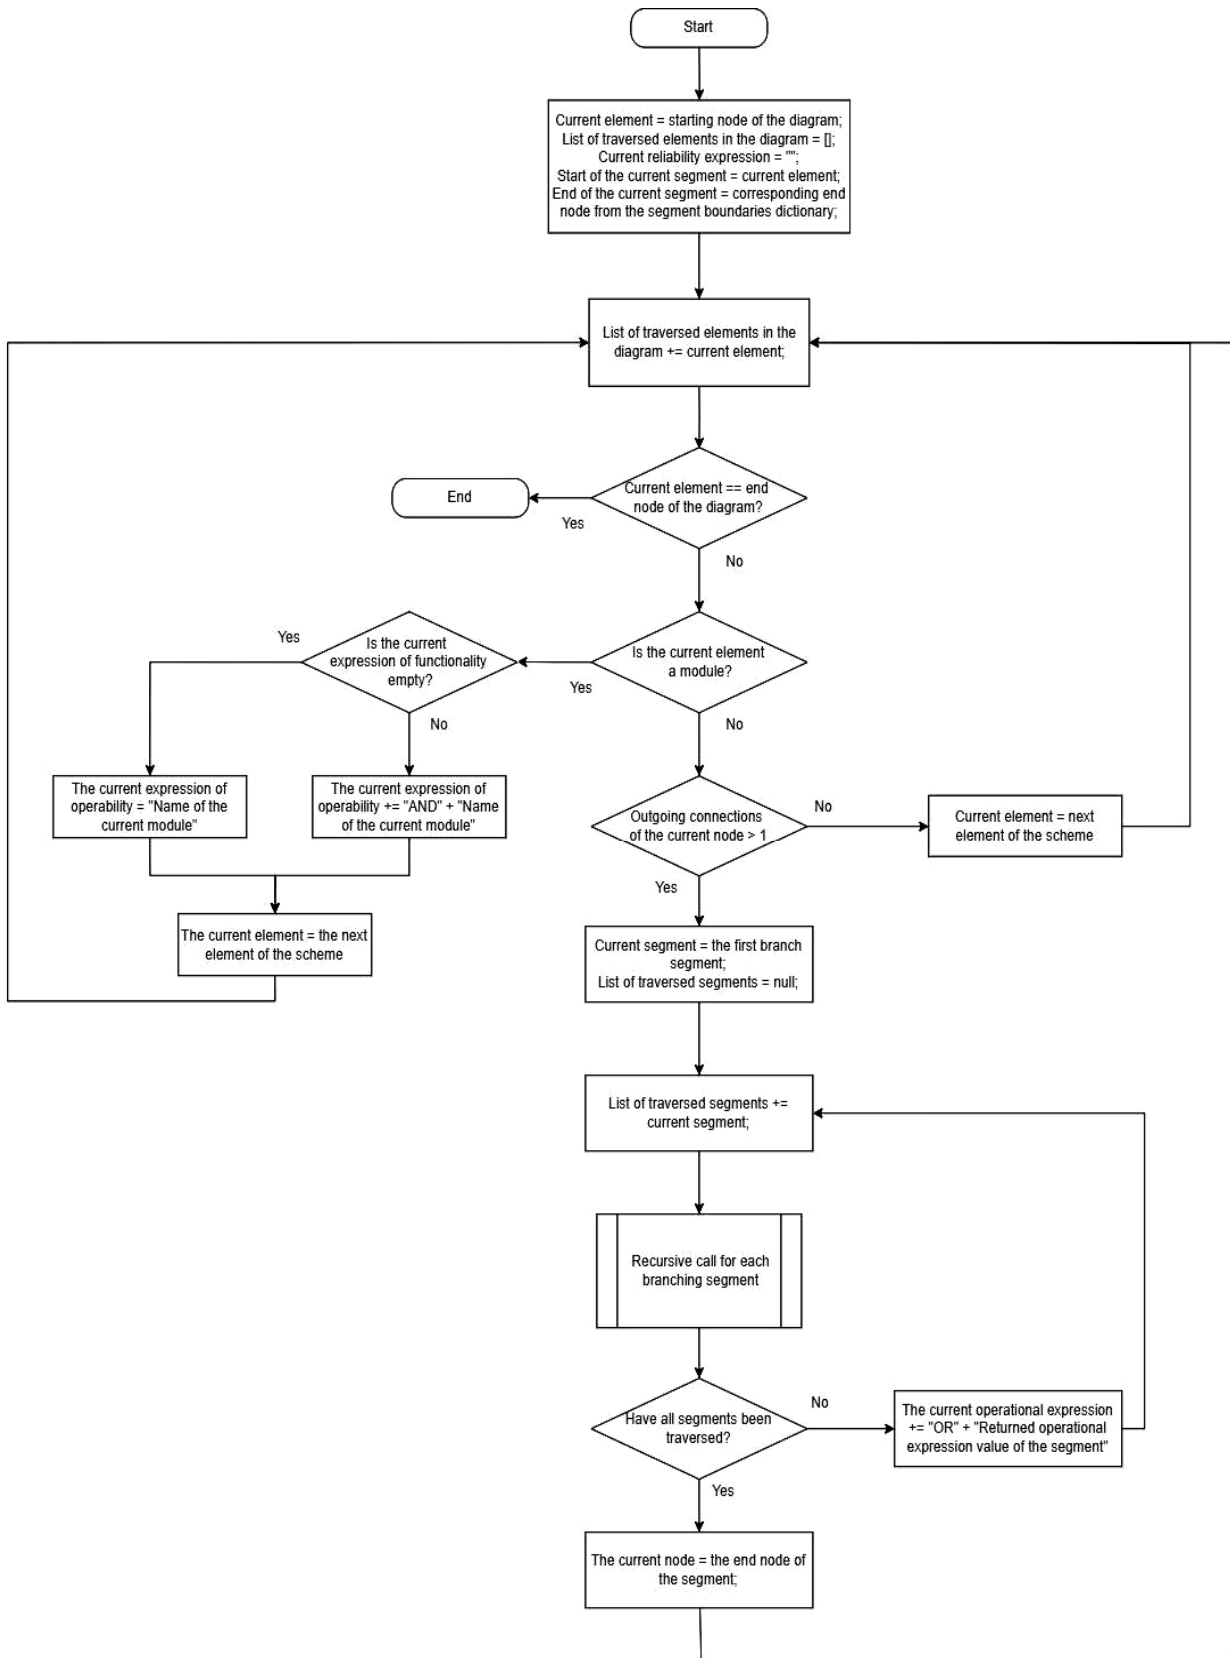 Start
Current element = starting node of the diagram;
List of traversed elements in the diagram = [];
Current reliability expression = "";
Start of the current segment = current element;
End of the current segment = corresponding end
node from the segment boundaries dictionary;
List of traversed elements in the
diagram += current element;
Current element == end
node of the diagram?
End
Yes
No
Is the current element
a module?
Yes
No
Is the current
expression of functionality
empty?
Yes
No
The current expression of
operability = "Name of the
current module"
The current expression of
operability += "AND" + "Name
of the current module"
The current element = the next
element of the scheme
Outgoing connections
of the current node > 1
No
Current element = next
element of the scheme
Yes
Current segment = the first branch
segment;
List of traversed segments = null;
List of traversed segments +=
current segment;
Recursive call for each
branching segment
Have all segments been
traversed?
No
The current operational expression
+= "OR" + "Returned operational
expression value of the segment"
Yes
The current node = the end node of
the segment;